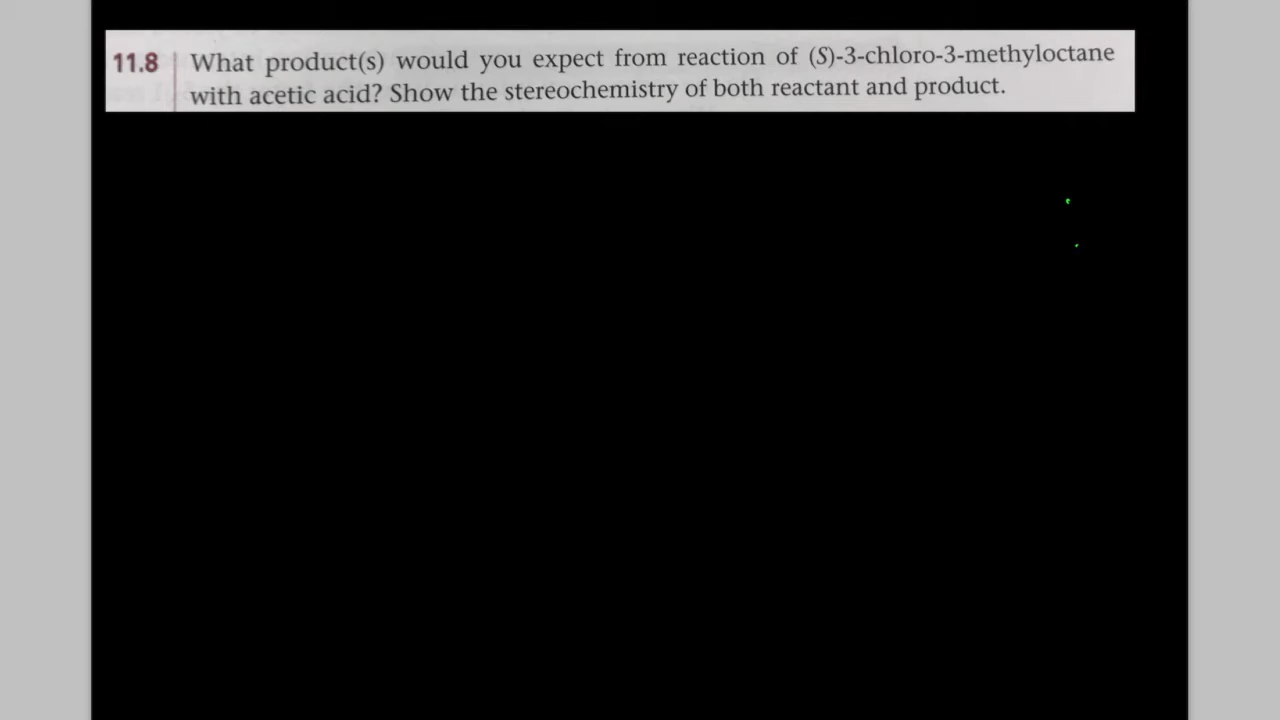 11.8 What product(s) would you expect from reaction of (S)-3-chloro-3-methyloctane
with acetic acid? Show the stereochemistry of both reactant and product.